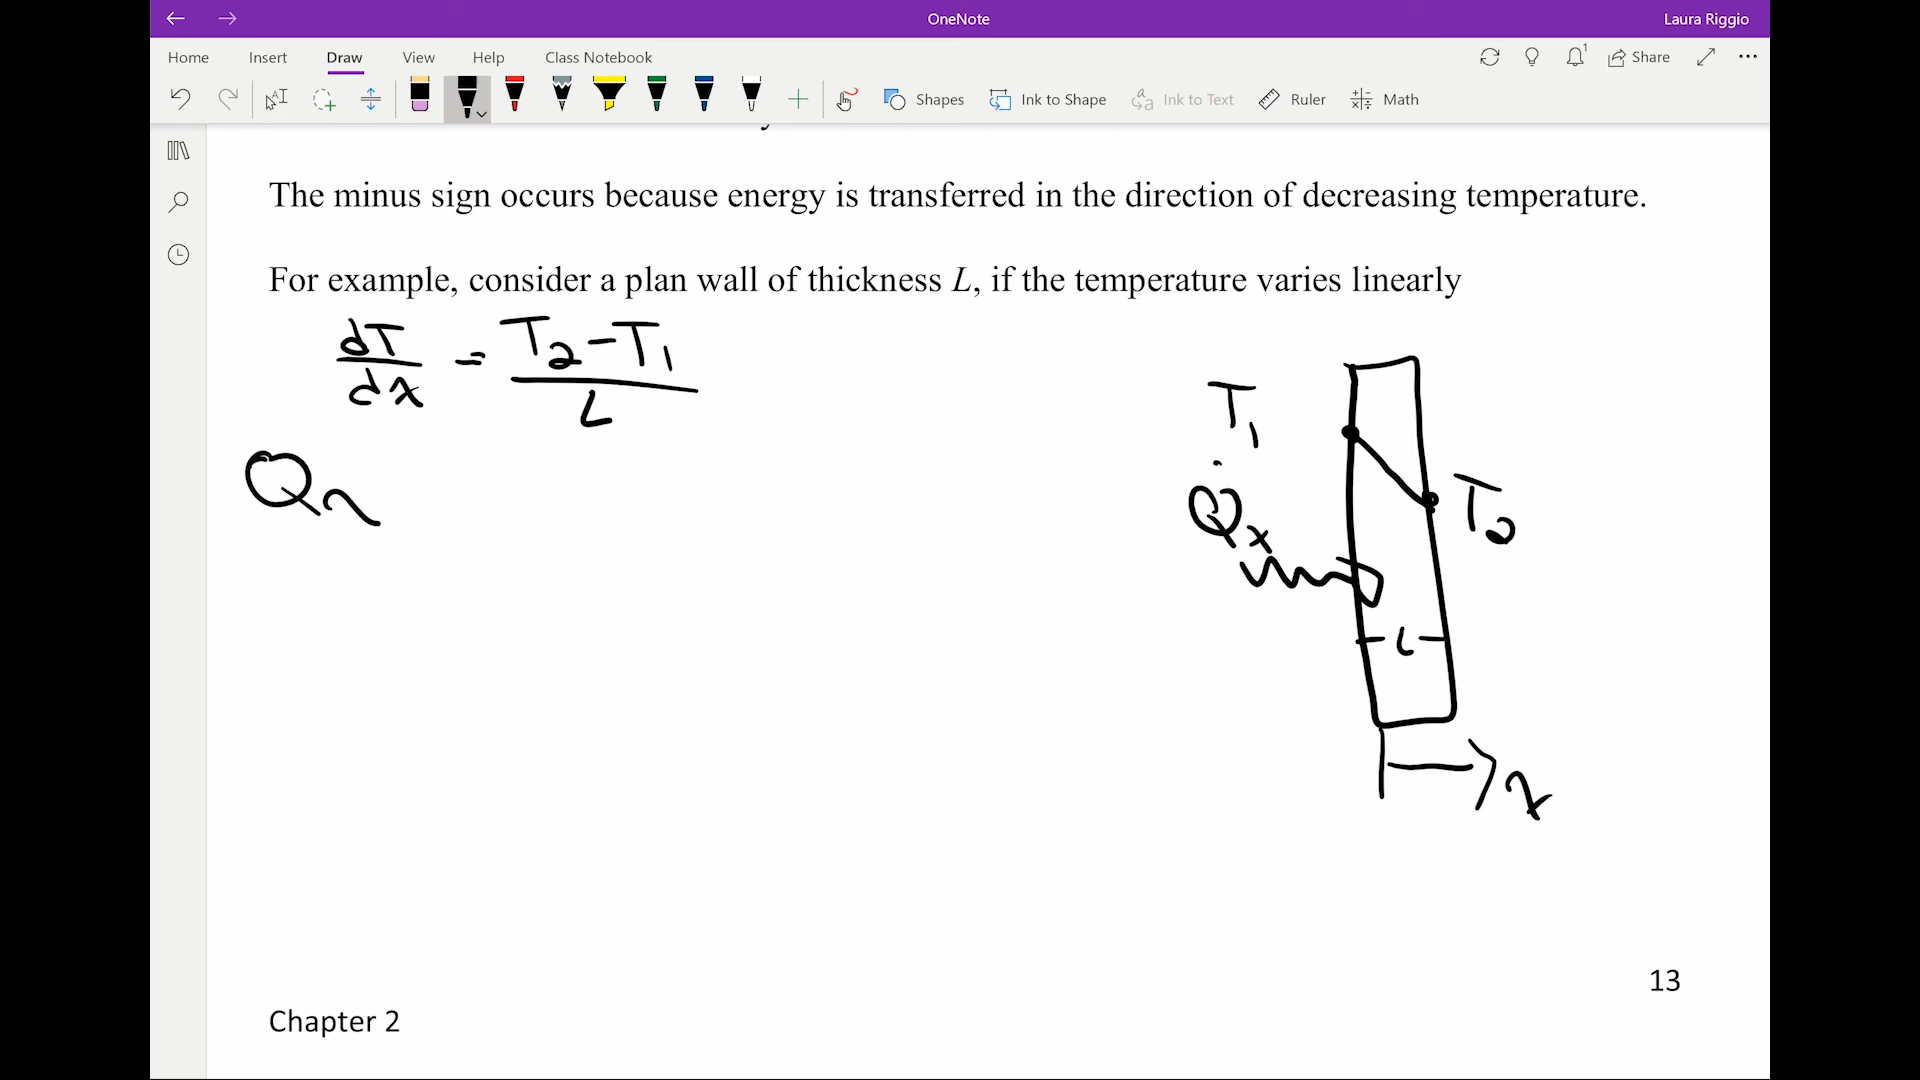 OneNote
Laura Riggio
Home Insert Draw View Help Class Notebook
1 Share
Shapes Ink to Shape Ink to Text Ruler Math
The minus sign occurs because energy is transferred in the direction of decreasing temperature.
For example, consider a plan wall of thickness L, if the temperature varies linearly
dT/dx = T₂-T₁/L
T₁
Q
Q̇x
T₂
L
x
13
Chapter 2